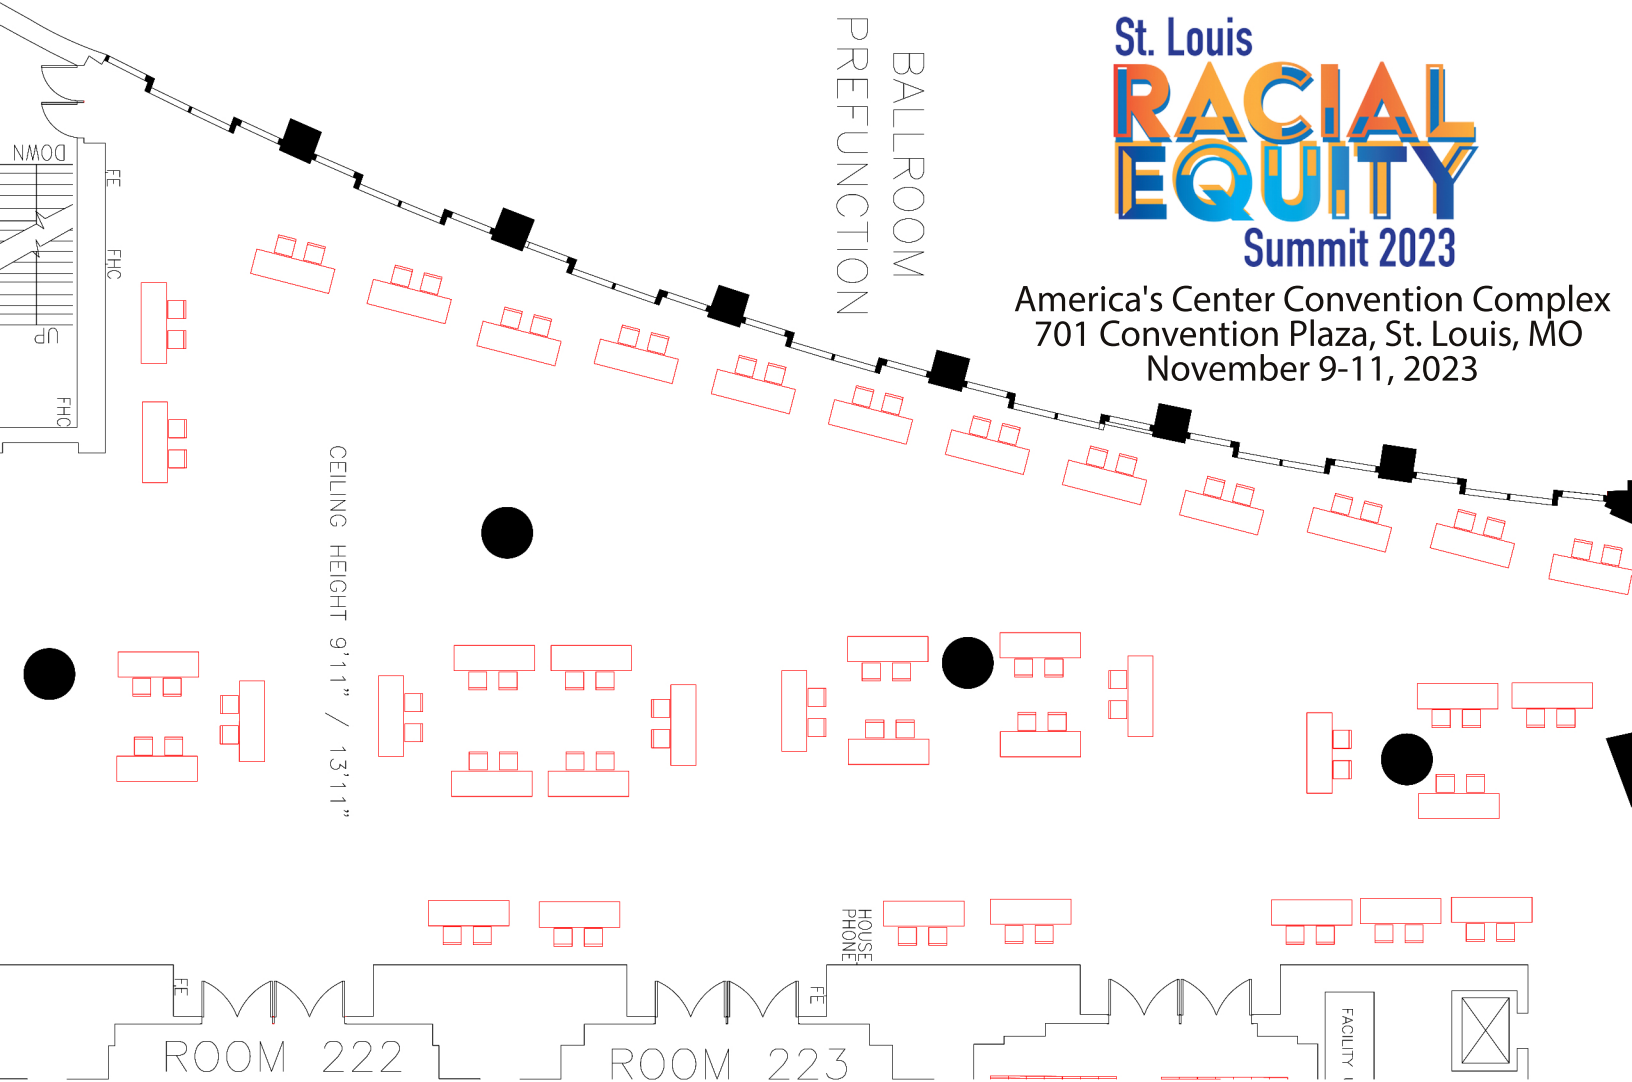 St. Louis
RACIAL
EQUITY
Summit 2023
America's Center Convention Complex
701 Convention Plaza, St. Louis, MO
November 9-11, 2023
BALLROOM
PREFUNCTION
DOWN
FE
FHC
UP
FHC
CEILING HEIGHT 9'11" / 13'11"
HOUSE
PHONE
FE
FE
ROOM 222
ROOM 223
FACILITY